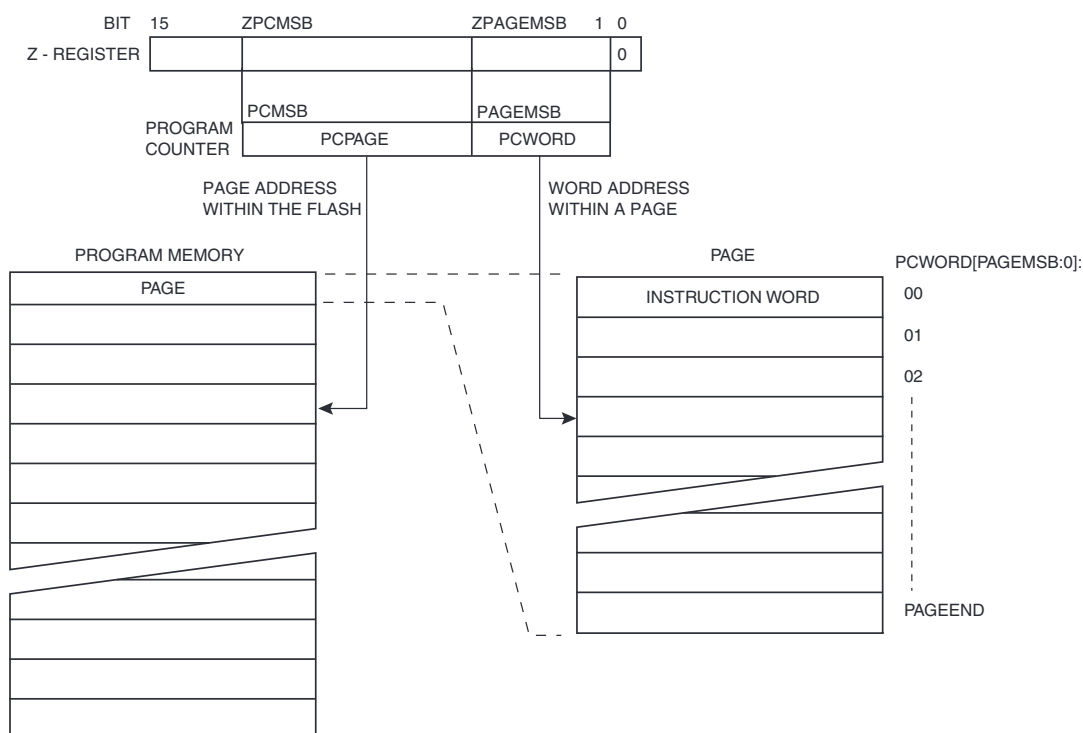 BIT 15 ZPCMSB ZPAGEMSB 1 0
Z - REGISTER 0
PCMSB PAGEMSB
PROGRAM
COUNTER
PCPAGE PCWORD
PAGE ADDRESS
WITHIN THE FLASH
WORD ADDRESS
WITHIN A PAGE
PROGRAM MEMORY
PAGE
PAGE
PCWORD[PAGEMSB:0]:
INSTRUCTION WORD
00
01
02
PAGEEND